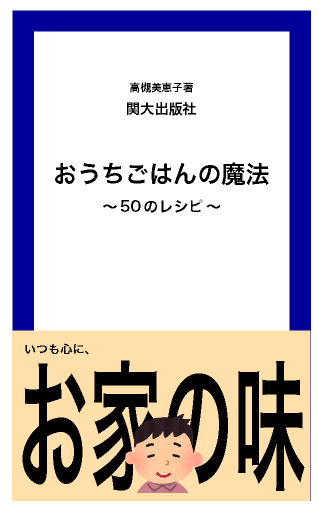 高槻美恵子著
関大出版社
おうちごはんの魔法
～50のレシピ～
いつも心に、
お家の味